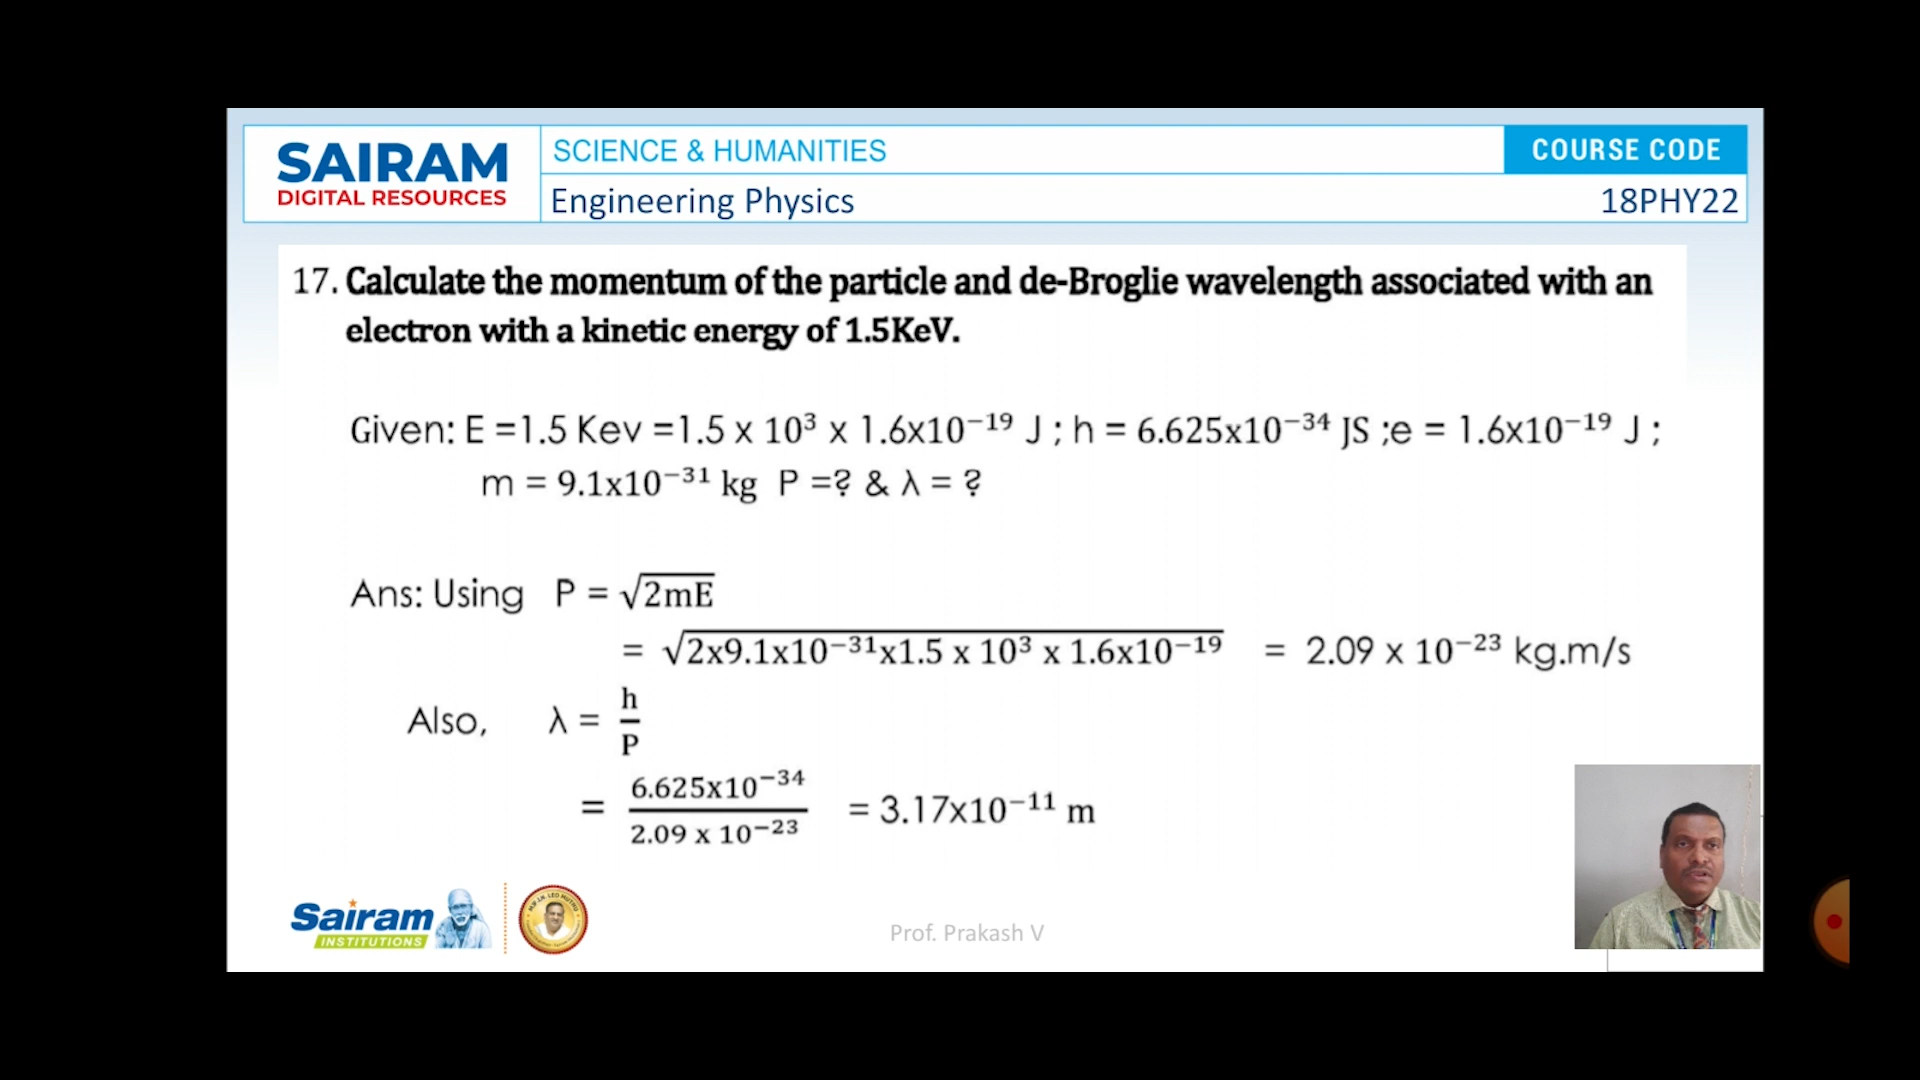 SAIRAM
DIGITAL RESOURCES
SCIENCE & HUMANITIES
COURSE CODE
Engineering Physics
18PHY22
17. Calculate the momentum of the particle and de-Broglie wavelength associated with an
electron with a kinetic energy of 1.5KeV.
Given: E =1.5 Kev =1.5 x 10³ x 1.6x10⁻¹⁹ J ; h = 6.625x10⁻³⁴ JS ;e = 1.6x10⁻¹⁹ J ;
m = 9.1x10⁻³¹ kg P =? & λ = ?
Ans: Using P = √2mE
= √2x9.1x10⁻³¹x1.5 x 10³ x 1.6x10⁻¹⁹ = 2.09 x 10⁻²³ kg.m/s
Also, λ = h/P
= 6.625x10⁻³⁴/2.09 x 10⁻²³ = 3.17x10⁻¹¹ m
Sairam
INSTITUTIONS
Prof. Prakash V